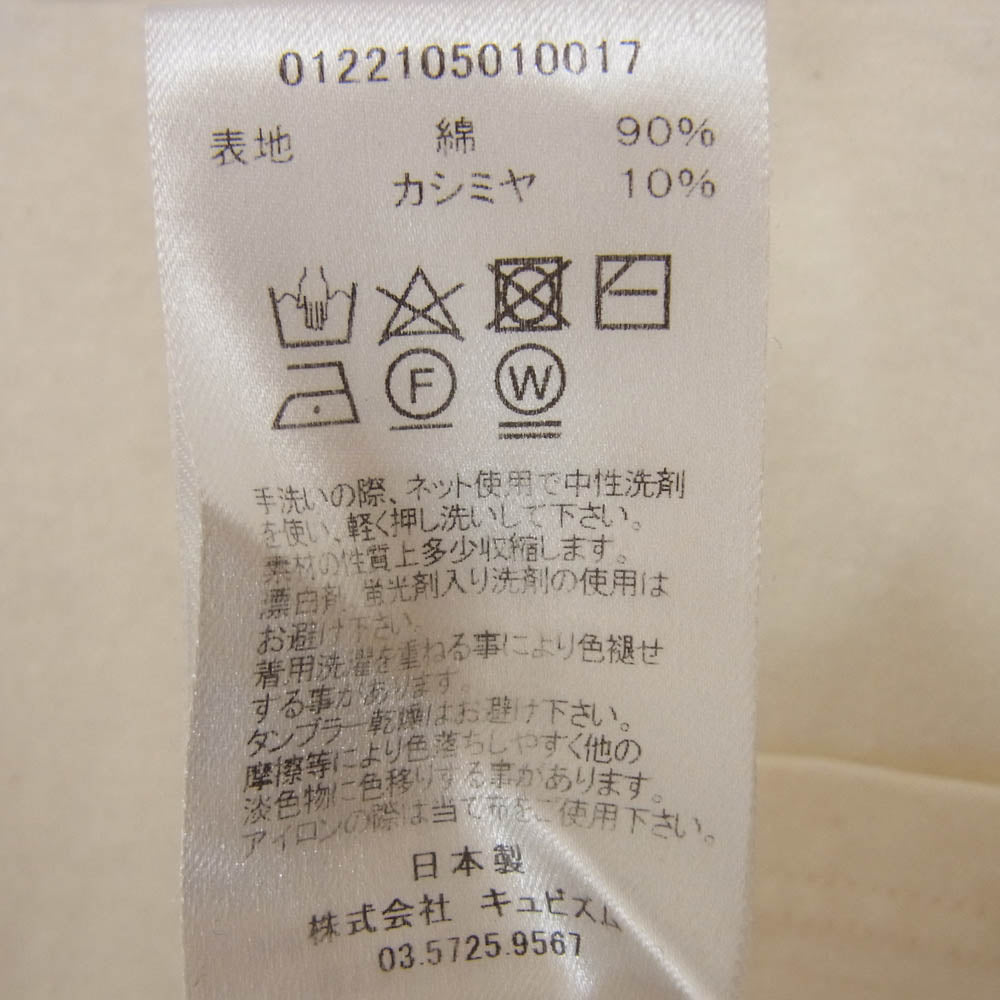 0122105010017
表地 綿 90%
カシミヤ 10%
F W
手洗いの際、ネット使用で中性洗剤
を使い、軽く押し洗いして下さい。
素材の性質上多少収縮します。
漂白剤、蛍光剤入り洗剤の使用は
お避け下さい。
着用洗濯を重ねる事により色褪せ
する事があります。
タンブラー乾燥はお避け下さい。
摩擦等により色落ちしやすく他の
淡色物に色移りする事があります。
アイロンの際は当て布をご使用下さい。
日本製
株式会社 キュビズム
03.5725.9567